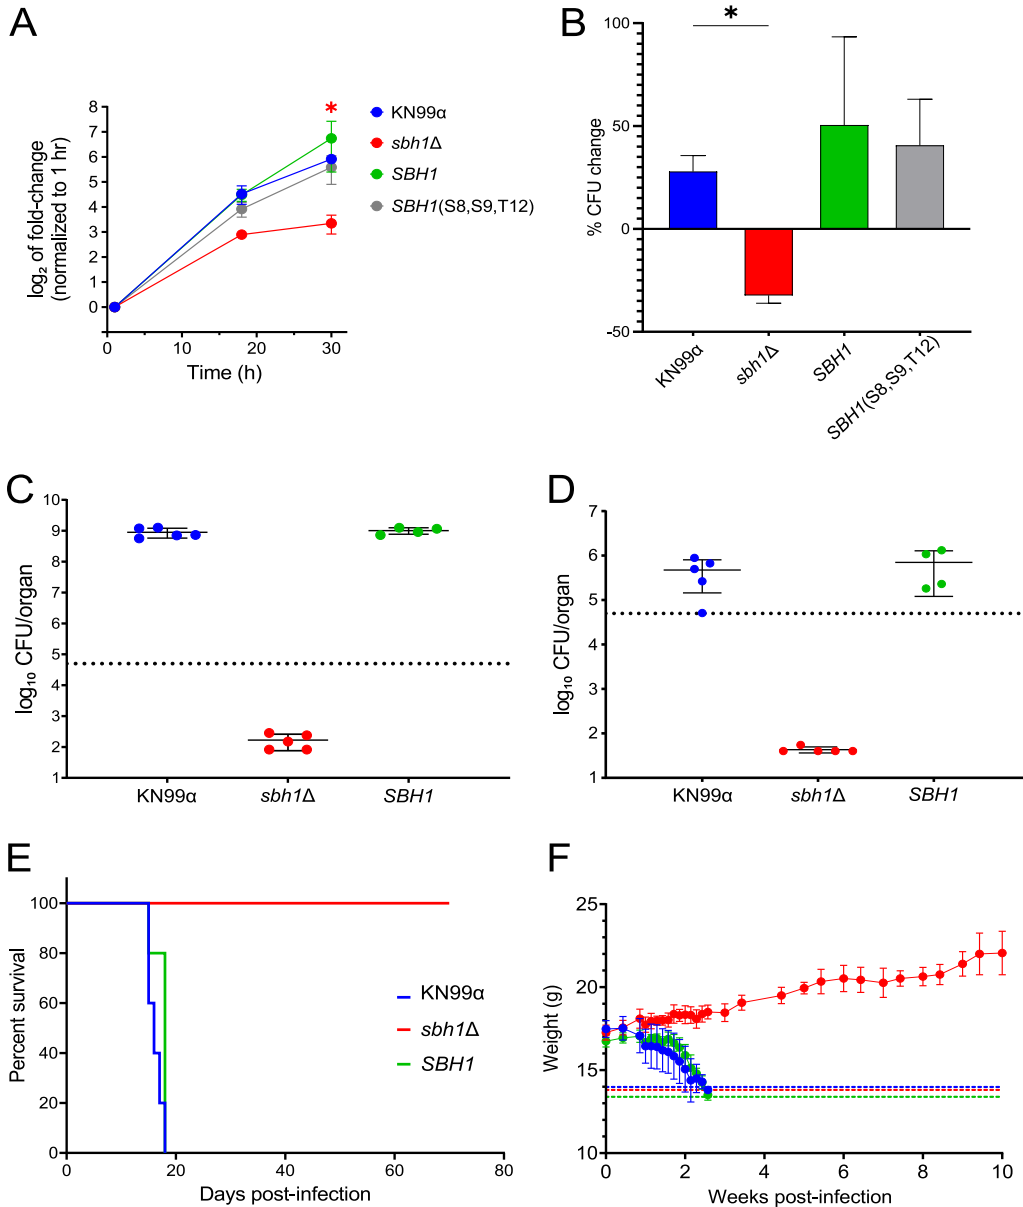 A
log₂ of fold-change
(normalized to 1 hr)
8
7
6
5
4
3
2
1
0
0
10
20
30
Time (h)
*
KN99α
sbh1Δ
SBH1
SBH1(S8,S9,T12)
B
% CFU change
100
50
0
-50
*
KN99α
sbh1Δ
SBH1
SBH1(S8,S9,T12)
C
log₁₀ CFU/organ
10
9
8
7
6
5
4
3
2
1
KN99α
sbh1Δ
SBH1
D
log₁₀ CFU/organ
7
6
5
4
3
2
1
KN99α
sbh1Δ
SBH1
E
Percent survival
100
80
60
40
20
0
0
20
40
60
80
Days post-infection
KN99α
sbh1Δ
SBH1
F
Weight (g)
25
20
15
10
0
2
4
6
8
10
Weeks post-infection